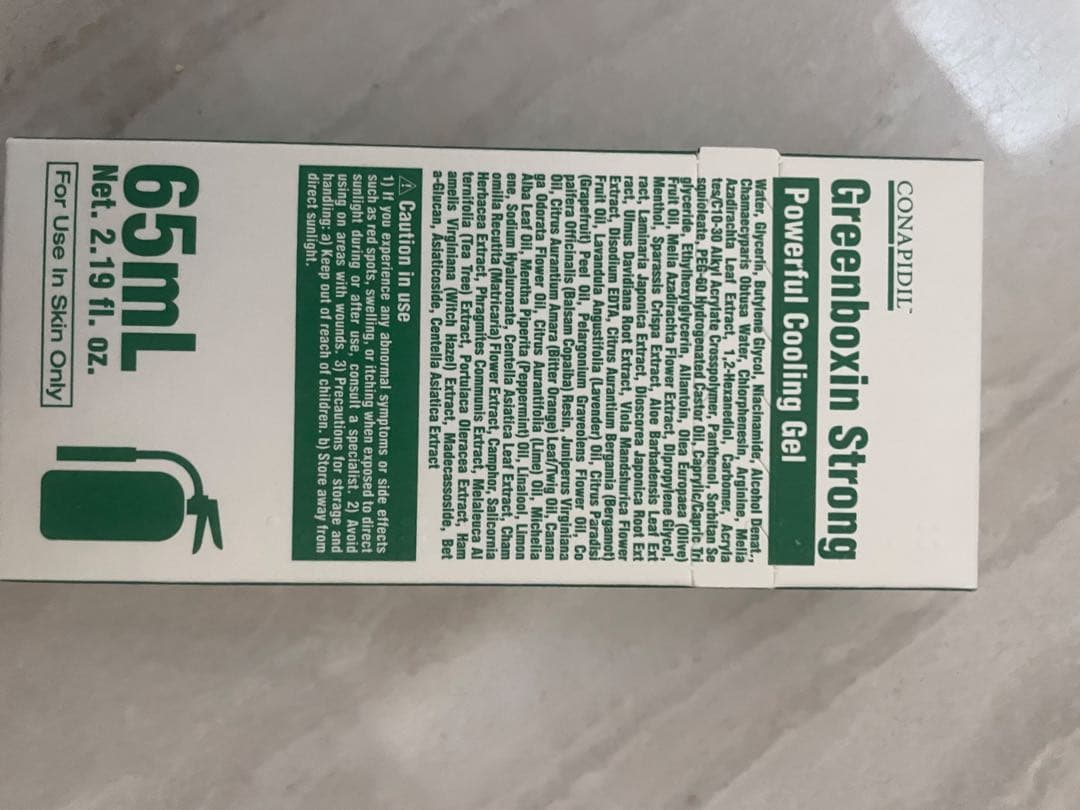 CONAPIDIL™
Greenboxin Strong
Powerful Cooling Gel
Water, Glycerin, Butylene Glycol, Niacinamide, Alcohol Denat.,
Chamaecyparis Obtusa Water, Chlorphenesin, Arginine, Melia
Azadirachta Leaf Extract, 1,2-Hexanediol, Carbomer, Acryla
tes/C10-30 Alkyl Acrylate Crosspolymer, Panthenol, Sorbitan Se
squioleate, PEG-60 Hydrogenated Castor Oil, Caprylic/Capric Tri
glyceride, Ethylhexylglycerin, Allantoin, Olea Europaea (Olive)
Fruit Oil, Melia Azadirachta Flower Extract, Dipropylene Glycol,
Menthol, Sparassis Crispa Extract, Aloe Barbadensis Leaf Ext
ract, Laminaria Japonica Extract, Dioscorea Japonica Root Ext
ract, Ulmus Davidiana Root Extract, Viola Mandshurica Flower
Extract, Disodium EDTA, Citrus Aurantium Bergamia (Bergamot)
Fruit Oil, Lavandula Angustifolia (Lavender) Oil, Citrus Paradisi
(Grapefruit) Peel Oil, Pelargonium Graveolens Flower Oil, Co
paifera Officinalis (Balsam Copaiba) Resin, Juniperus Virginiana
Oil, Citrus Aurantium Amara (Bitter Orange) Leaf/Twig Oil, Canan
ga Odorata Flower Oil, Citrus Aurantifolia (Lime) Oil, Michelia
Alba Leaf Oil, Mentha Piperita (Peppermint) Oil, Linalool, Limon
ene, Sodium Hyaluronate, Centella Asiatica Leaf Extract, Cham
omilla Recutita (Matricaria) Flower Extract, Camphor, Salicornia
Herbacea Extract, Phragmites Communis Extract, Melaleuca Al
ternifolia (Tea Tree) Extract, Portulaca Oleracea Extract, Ham
amelis Virginiana (Witch Hazel) Extract, Madecassoside, Bet
a-Glucan, Asiaticoside, Centella Asiatica Extract
⚠ Caution in use
1) If you experience any abnormal symptoms or side effects
such as red spots, swelling, or itching when exposed to direct
sunlight during or after use, consult a specialist. 2) Avoid
using on areas with wounds. 3) Precautions for storage and
handling: a) Keep out of reach of children. b) Store away from
direct sunlight.
65mL
Net. 2.19 fl. oz.
For Use In Skin Only